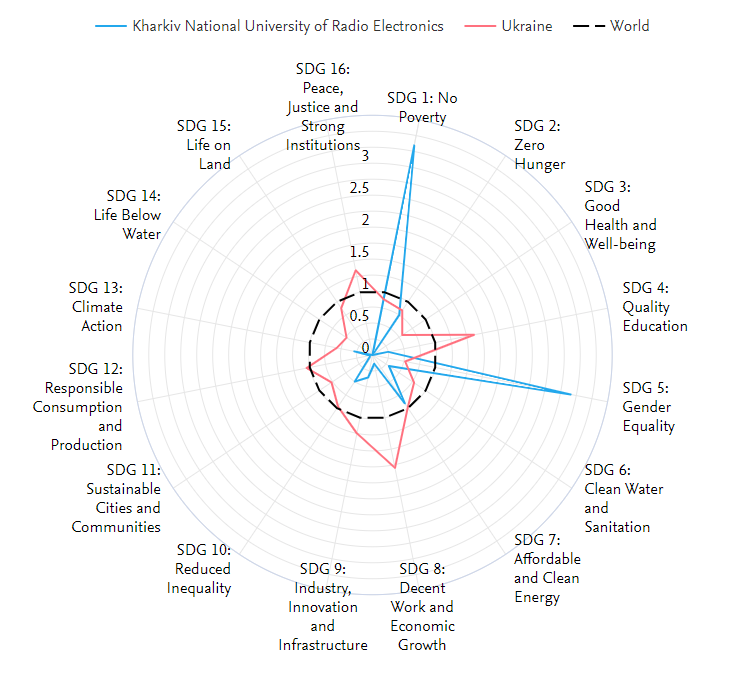 Kharkiv National University of Radio Electronics
Ukraine
World
SDG 16:
Peace,
Justice and
Strong
Institutions
SDG 1: No
Poverty
SDG 2:
Zero
Hunger
SDG 3:
Good
Health and
Well-being
SDG 4:
Quality
Education
SDG 5:
Gender
Equality
SDG 6:
Clean Water
and
Sanitation
SDG 7:
Affordable
and Clean
Energy
SDG 8:
Decent
Work and
Economic
Growth
SDG 9:
Industry,
Innovation
and
Infrastructure
SDG 10:
Reduced
Inequality
SDG 11:
Sustainable
Cities and
Communities
SDG 12:
Responsible
Consumption
and
Production
SDG 13:
Climate
Action
SDG 14:
Life Below
Water
SDG 15:
Life on
Land
3
2.5
2
1.5
1
0.5
0